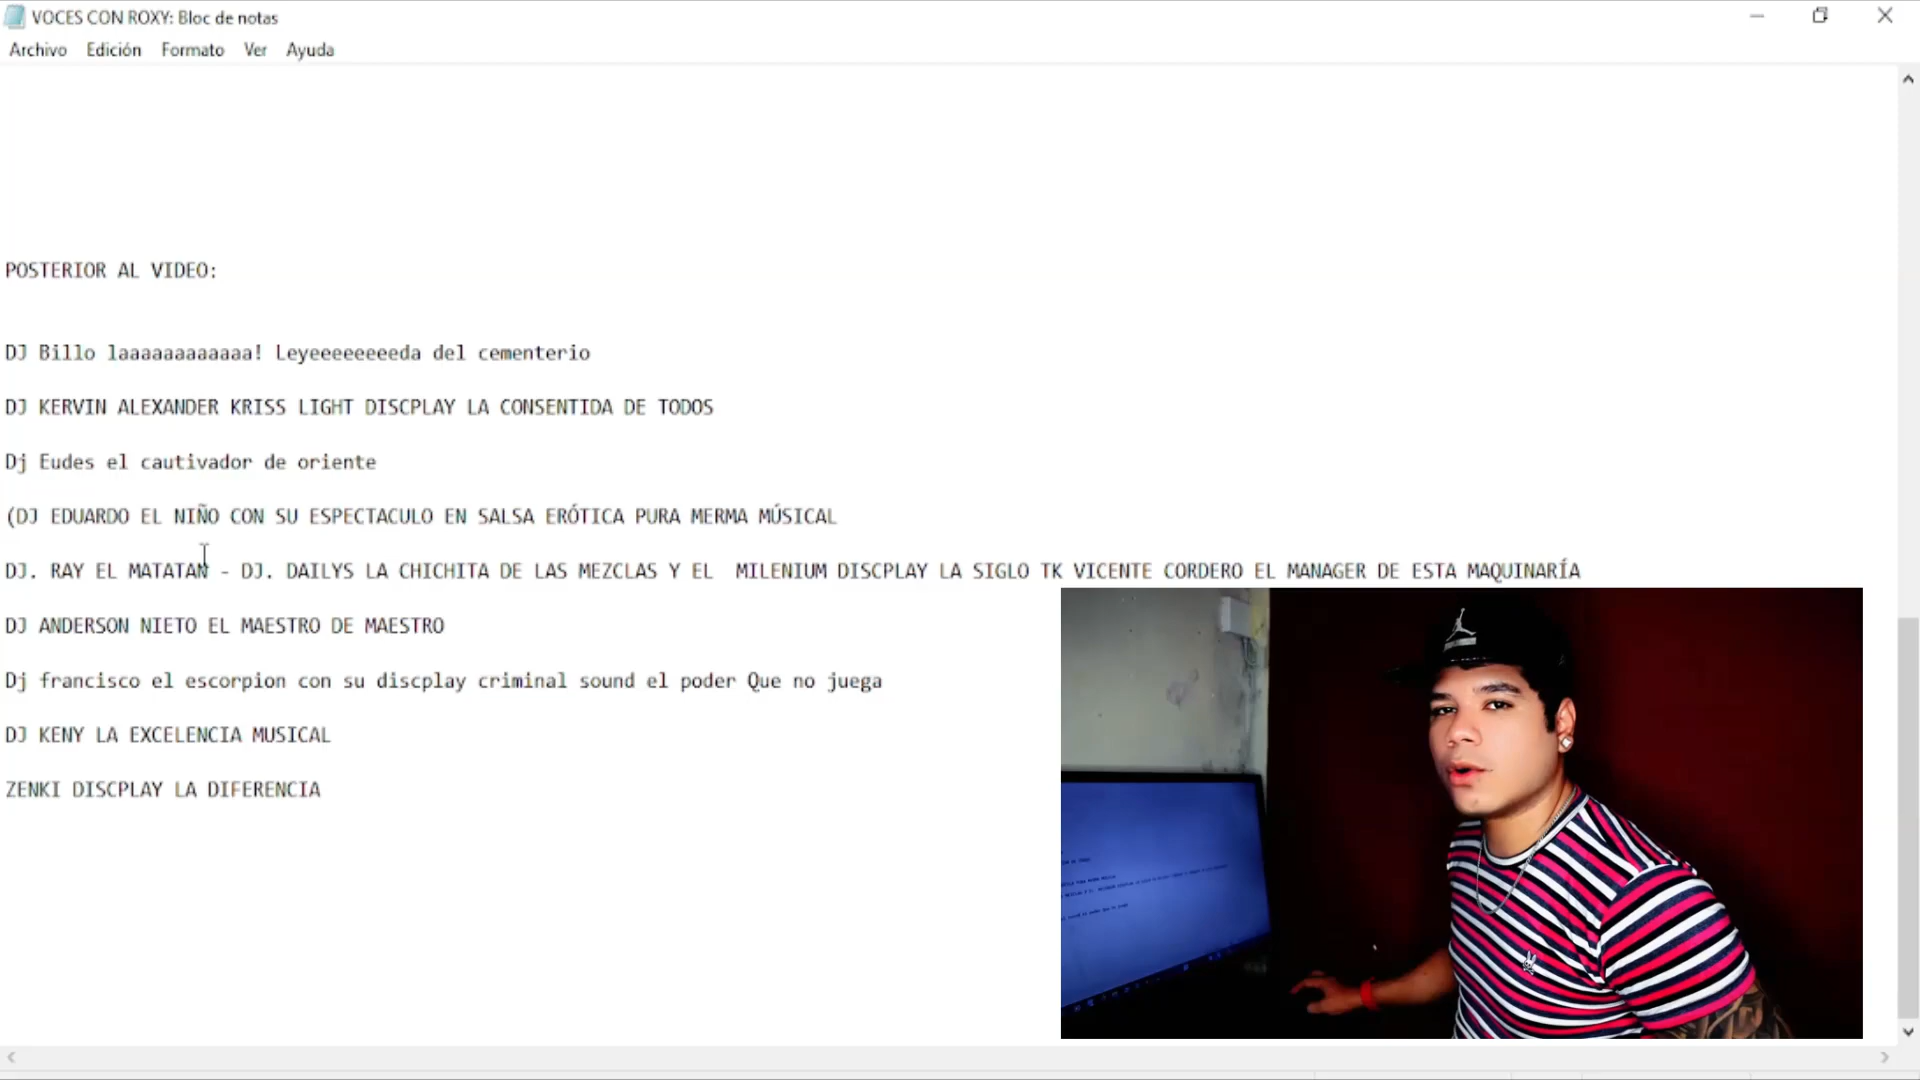 VOCES CON ROXY: Bloc de notas
Archivo Edición Formato Ver Ayuda
POSTERIOR AL VIDEO:
DJ Billo laaaaaaaaaaaa! Leyeeeeeeeeda del cementerio
DJ KERVIN ALEXANDER KRISS LIGHT DISCPLAY LA CONSENTIDA DE TODOS
Dj Eudes el cautivador de oriente
(DJ EDUARDO EL NIÑO CON SU ESPECTACULO EN SALSA ERÓTICA PURA MERMA MÚSICAL
DJ. RAY EL MATATAN - DJ. DAILYS LA CHICHITA DE LAS MEZCLAS Y EL  MILENIUM DISCPLAY LA SIGLO TK VICENTE CORDERO EL MANAGER DE ESTA MAQUINARÍA
DJ ANDERSON NIETO EL MAESTRO DE MAESTRO
Dj francisco el escorpion con su discplay criminal sound el poder Que no juega
DJ KENY LA EXCELENCIA MUSICAL
ZENKI DISCPLAY LA DIFERENCIA